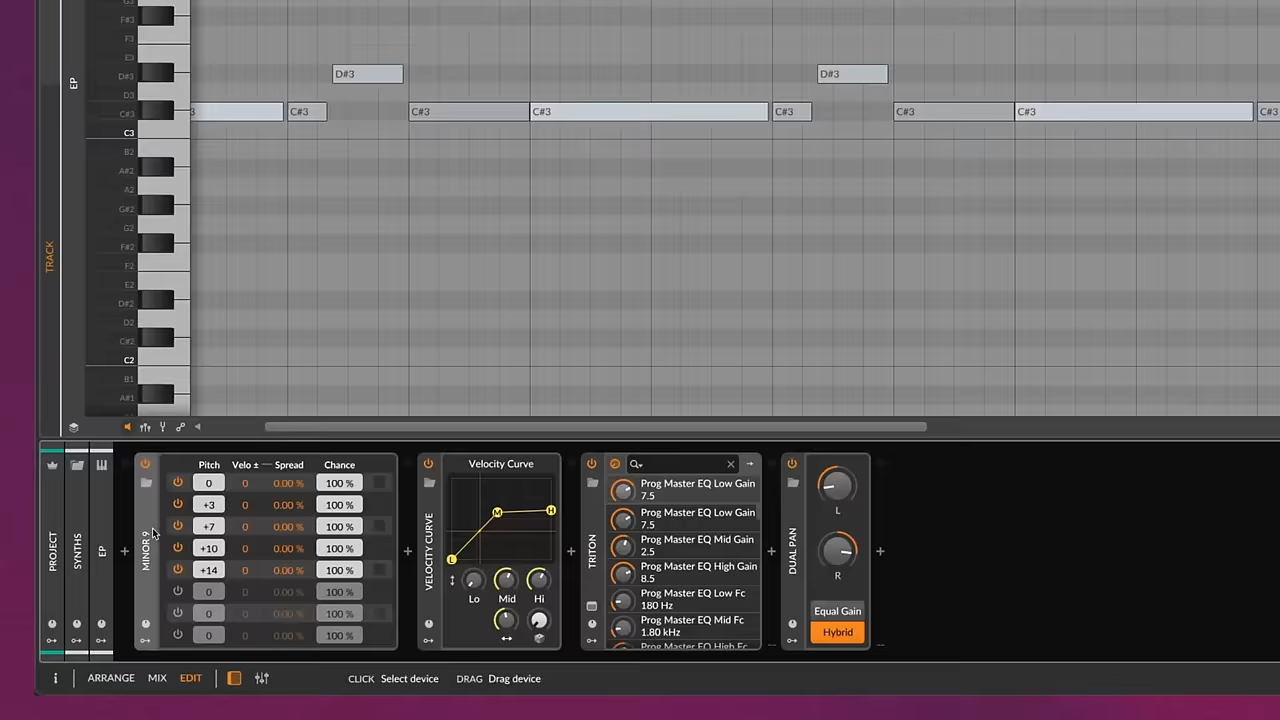 F#3
F3
E3
D#3
D3
C#3
C3
B2
A#2
A2
G#2
G2
F#2
F2
E2
D#2
D2
C#2
C2
B1
A#1
EP
TRACK
D#3
D#3
3
C#3
C#3
C#3
C#3
C#3
C#3
C#3
PROJECT
SYNTHS
EP
MINOR 9
Pitch Velo ± Spread Chance
0 0 0.00 % 100 %
+3 0 0.00 % 100 %
+7 0 0.00 % 100 %
+10 0 0.00 % 100 %
+14 0 0.00 % 100 %
0 0 0.00 % 100 %
0 0 0.00 % 100 %
0 0 0.00 % 100 %
VELOCITY CURVE
Velocity Curve
M
H
L
Lo Mid Hi
TRITON
Prog Master EQ Low Gain
7.5
Prog Master EQ Low Gain
7.5
Prog Master EQ Mid Gain
2.5
Prog Master EQ High Gain
8.5
Prog Master EQ Low Fc
180 Hz
Prog Master EQ Mid Fc
1.80 kHz
Prog Master EQ High Fc
DUAL PAN
L
R
Equal Gain
Hybrid
i ARRANGE MIX EDIT CLICK Select device DRAG Drag device